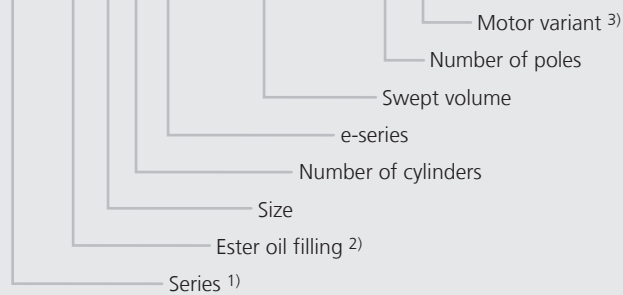 Motor variant 3)
Number of poles
Swept volume
e-series
Number of cylinders
Size
Ester oil filling 2)
Series 1)